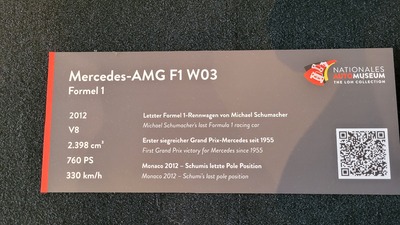 Mercedes-AMG F1 W03
Formel 1
NATIONALES
AUTOMUSEUM
THE LOH COLLECTION
2012
V8
2.398 cm³
760 PS
330 km/h
Letzter Formel 1-Rennwagen von Michael Schumacher
Michael Schumacher's last Formula 1 racing car
Erster siegreicher Grand Prix-Mercedes seit 1955
First Grand Prix victory for Mercedes since 1955
Monaco 2012 – Schumis letzte Pole Position
Monaco 2012 – Schumi's last pole position